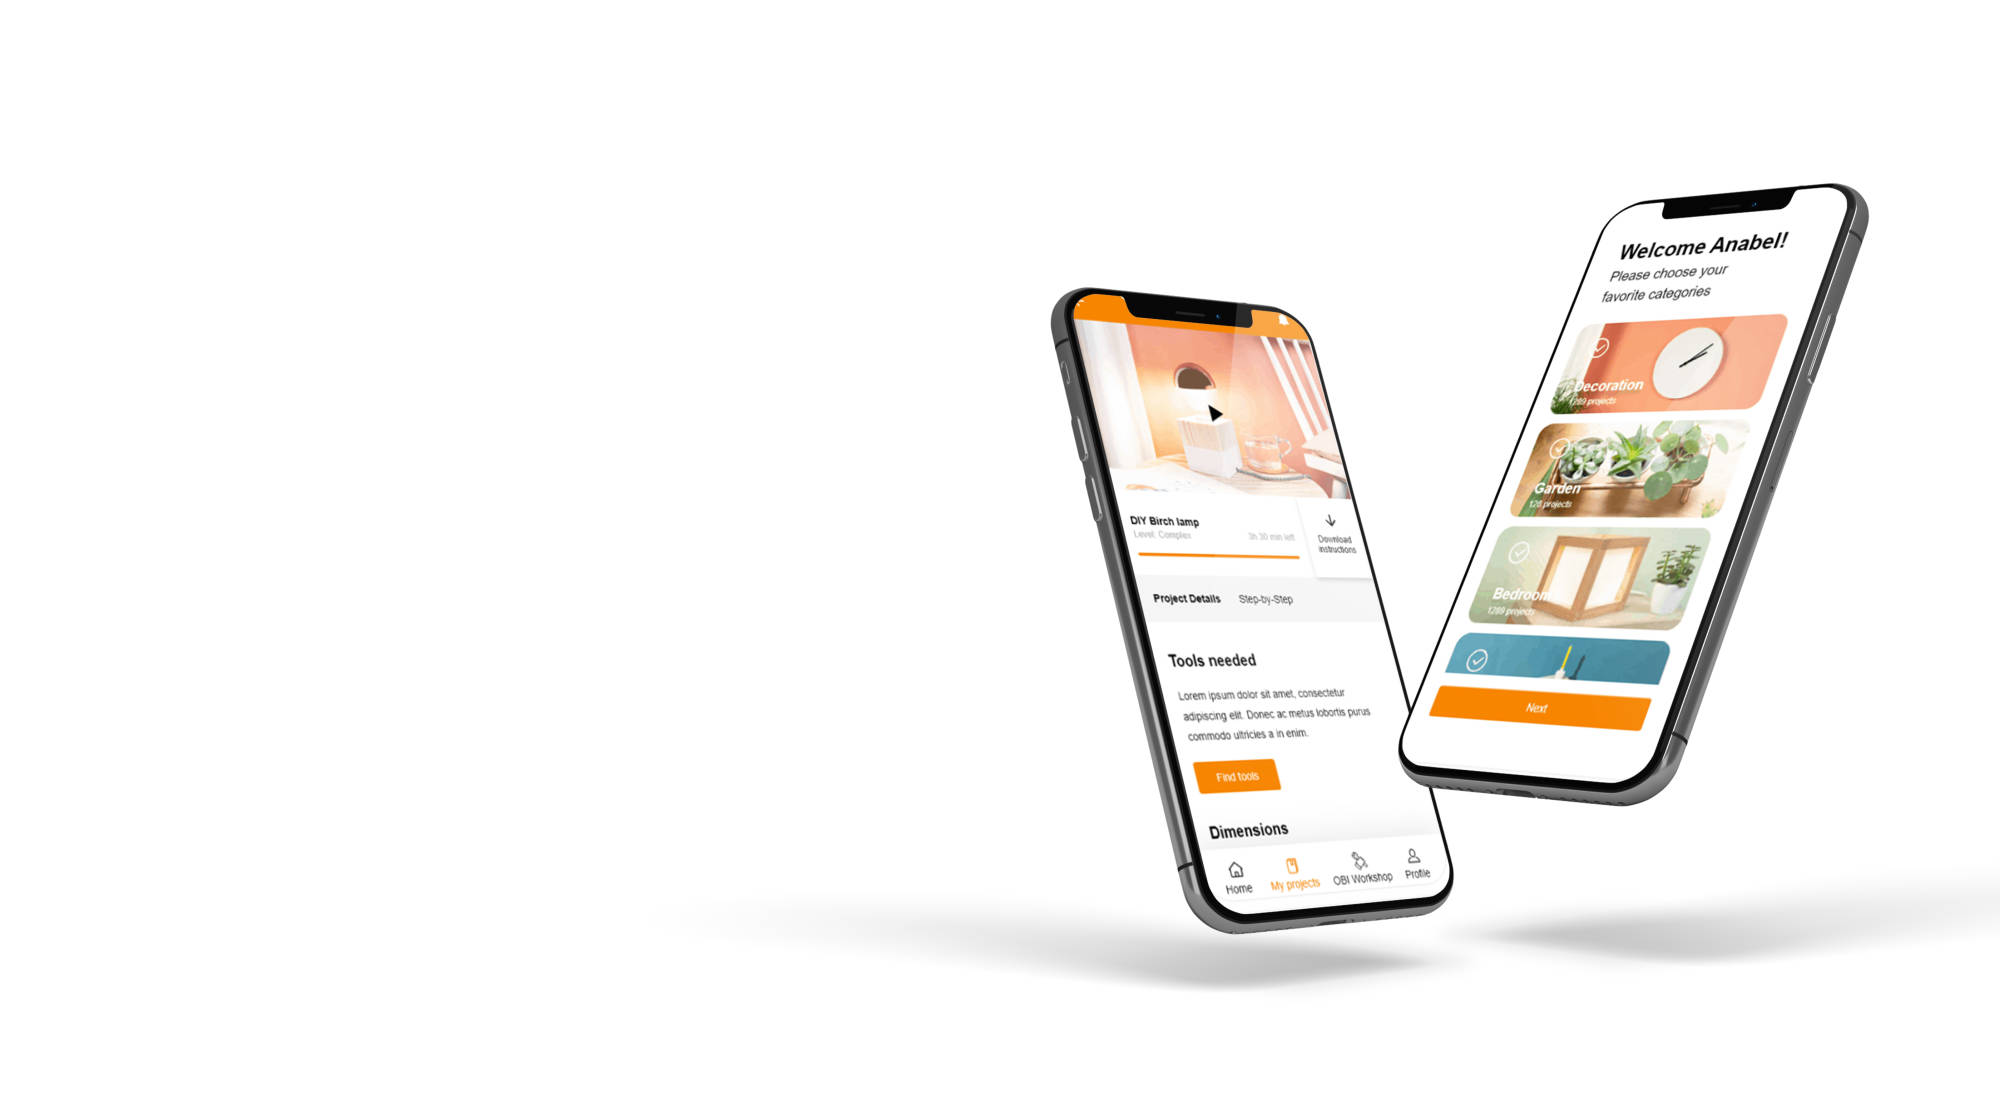 DIY Birch lamp
Level: Complex
3h 30 min left
Download
instructions
Project Details
Step-by-Step
Tools needed
Lorem ipsum dolor sit amet, consectetur
adipiscing elit. Donec ac metus lobortis purus
commodo ultricies a in enim.
Find tools
Dimensions
Home
My projects
OBI Workshop
Profile
Welcome Anabel!
Please choose your
favorite categories
Decoration
1289 projects
Garden
126 projects
Bedroom
1289 projects
Next